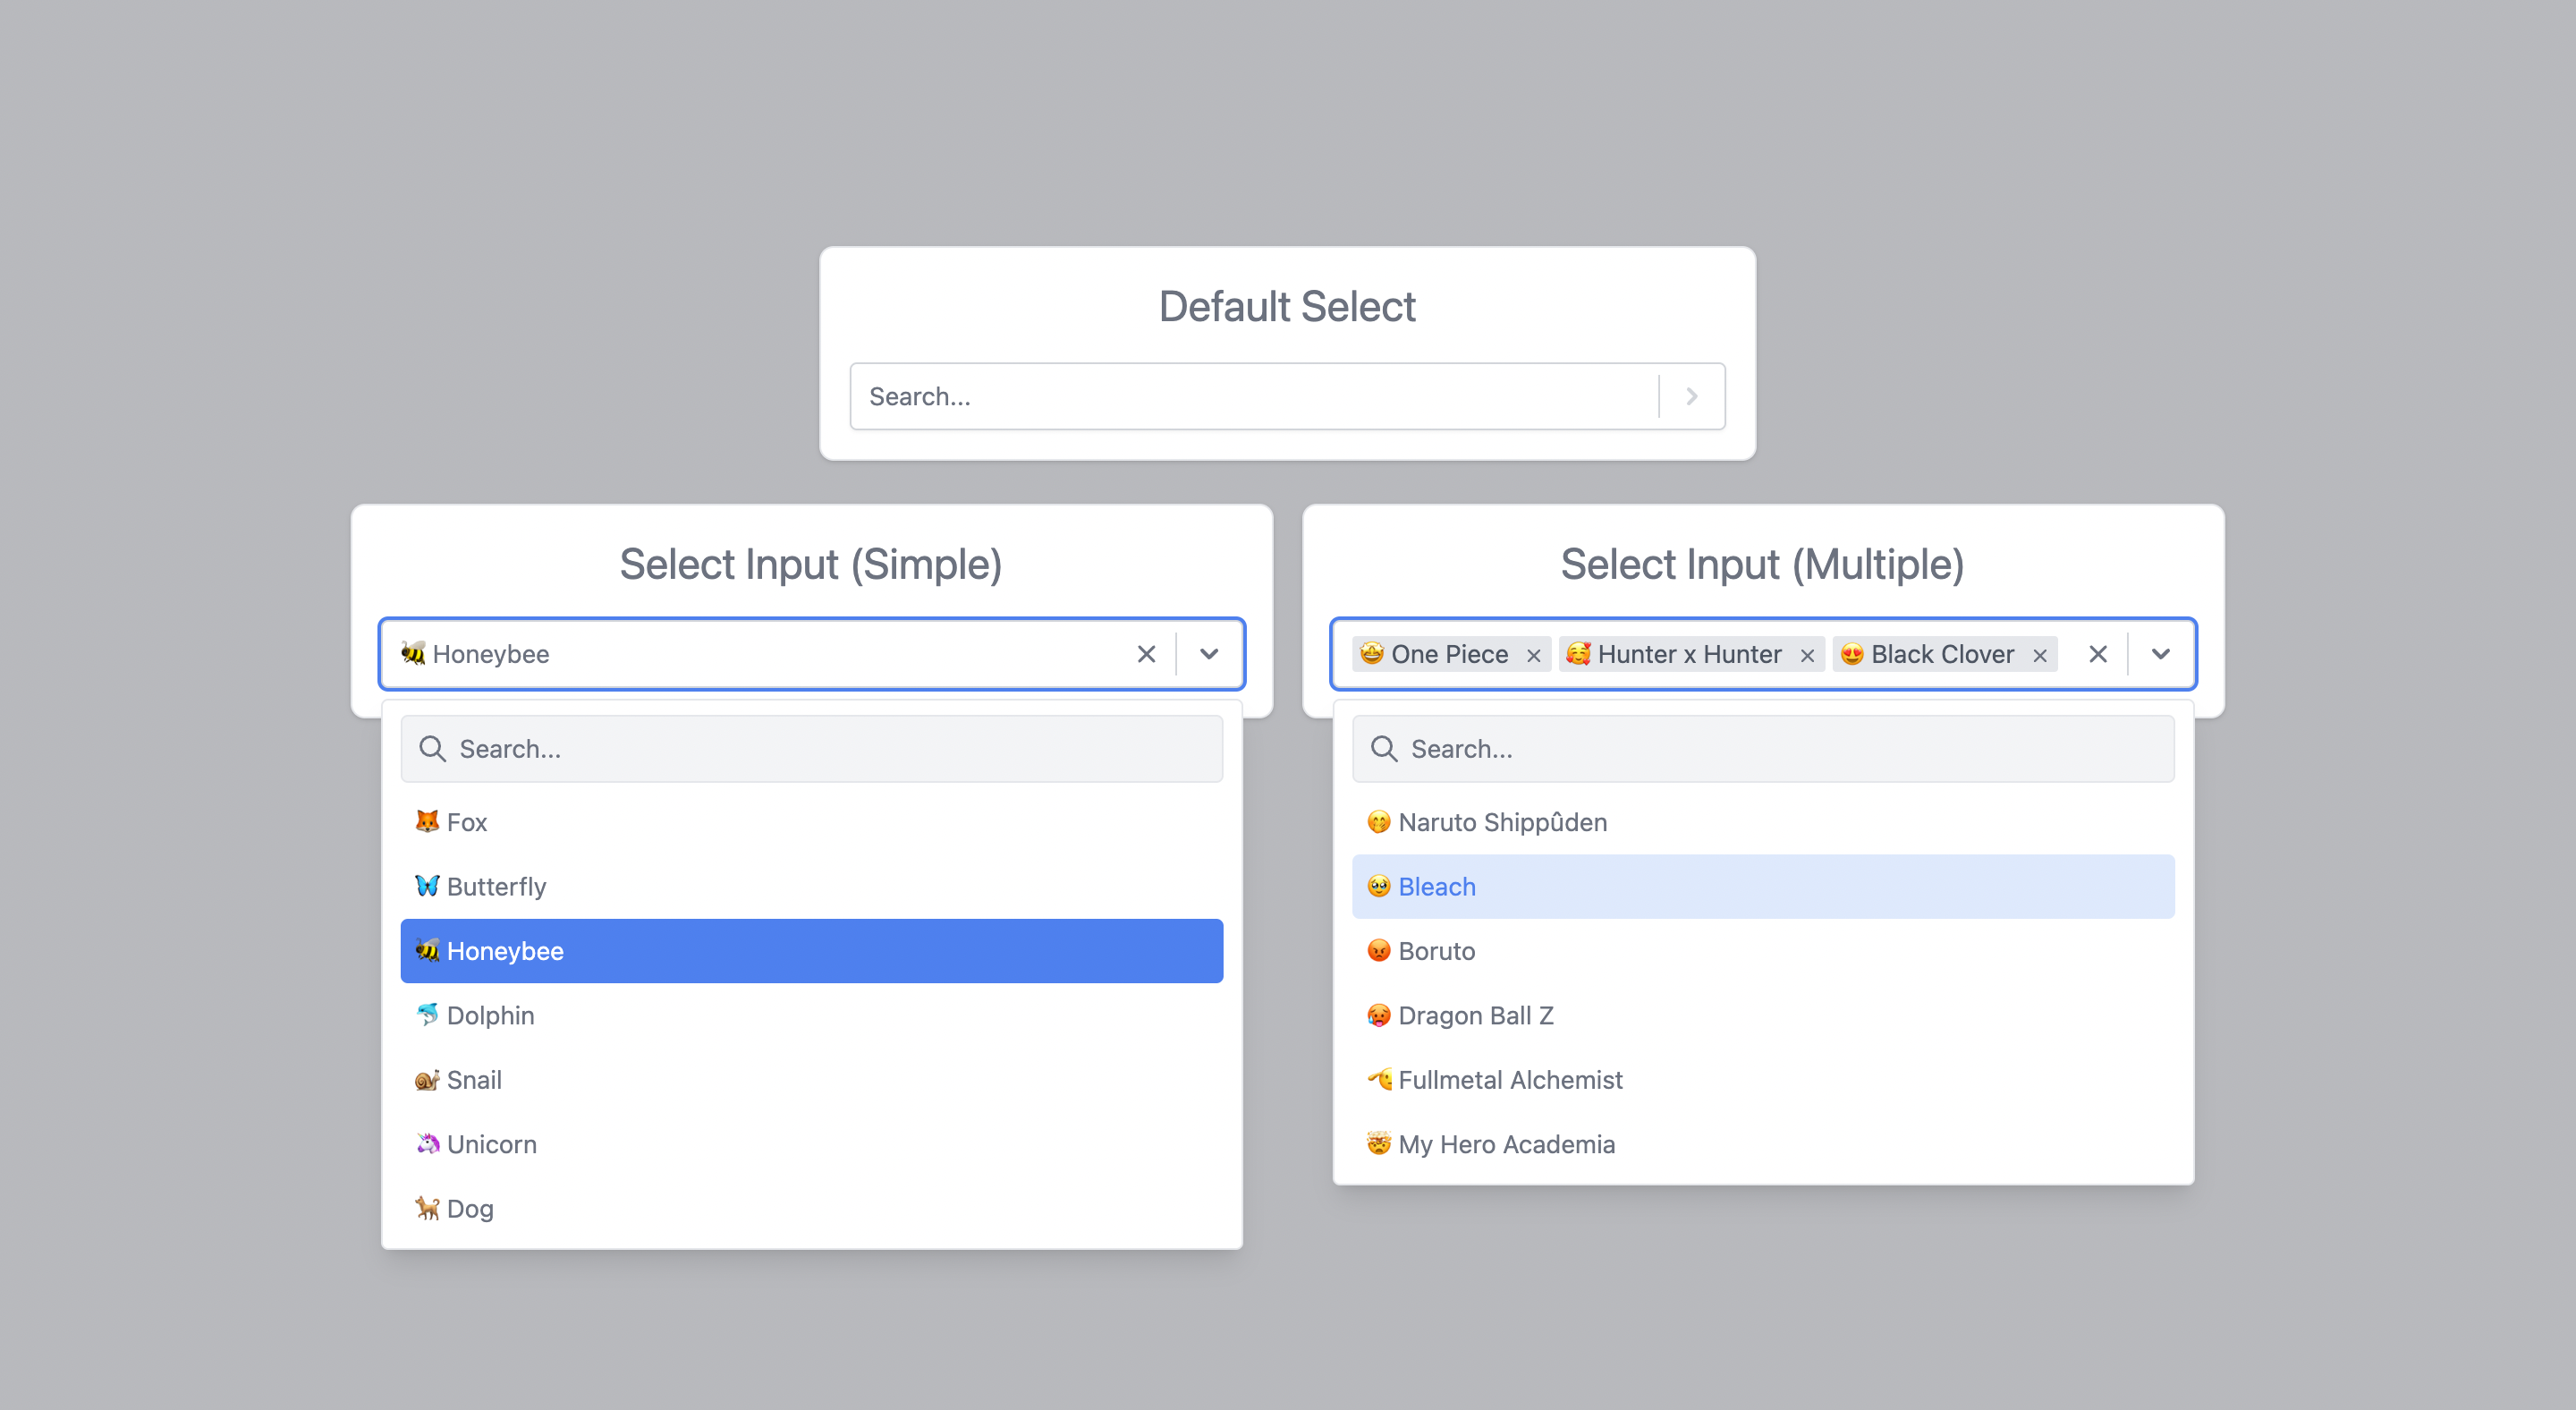 Default Select
Search...
Select Input (Simple)
🐝 Honeybee
Search...
🦊 Fox
🦋 Butterfly
🐝 Honeybee
🐬 Dolphin
🐌 Snail
🦄 Unicorn
🐕 Dog
Select Input (Multiple)
🤩 One Piece 🥰 Hunter x Hunter 😍 Black Clover
Search...
🤭 Naruto Shippûden
🥹 Bleach
😡 Boruto
🥵 Dragon Ball Z
🫡 Fullmetal Alchemist
🤯 My Hero Academia